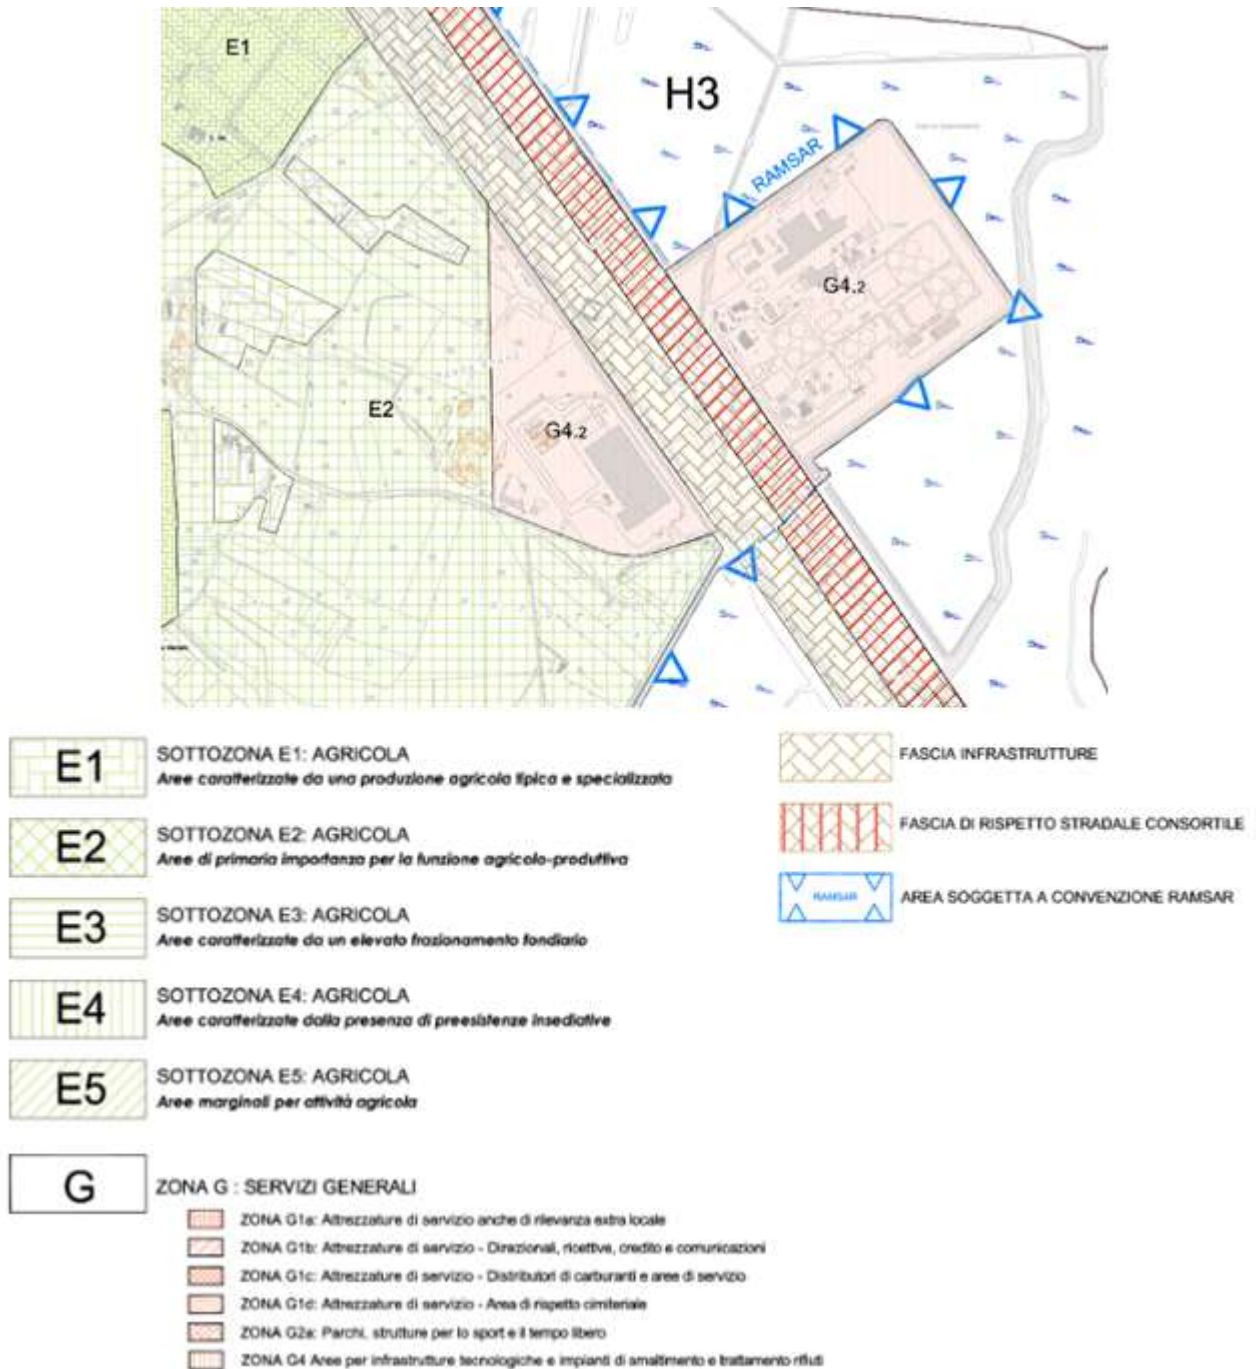 E1
H3
RAMSAR
G4.2
E2
G4.2
E1
SOTTOZONA E1: AGRICOLA
Aree caratterizzate da una produzione agricola tipica e specializzata
E2
SOTTOZONA E2: AGRICOLA
Aree di primaria importanza per la funzione agricolo-produttiva
E3
SOTTOZONA E3: AGRICOLA
Aree caratterizzate da un elevato frazionamento fondiario
E4
SOTTOZONA E4: AGRICOLA
Aree caratterizzate dalla presenza di preesistenze insediative
E5
SOTTOZONA E5: AGRICOLA
Aree marginali per attività agricola
G
ZONA G : SERVIZI GENERALI
ZONA G1a: Attrezzature di servizio anche di rilevanza extra locale
ZONA G1b: Attrezzature di servizio - Direzionali, ricettive, credito e comunicazioni
ZONA G1c: Attrezzature di servizio - Distributori di carburanti e aree di servizio
ZONA G1d: Attrezzature di servizio - Area di rispetto cimiteriale
ZONA G2a: Parchi, strutture per lo sport e il tempo libero
ZONA G4 Aree per infrastrutture tecnologiche e impianti di smaltimento e trattamento rifiuti
FASCIA INFRASTRUTTURE
FASCIA DI RISPETTO STRADALE CONSORTILE
RAMSAR
AREA SOGGETTA A CONVENZIONE RAMSAR